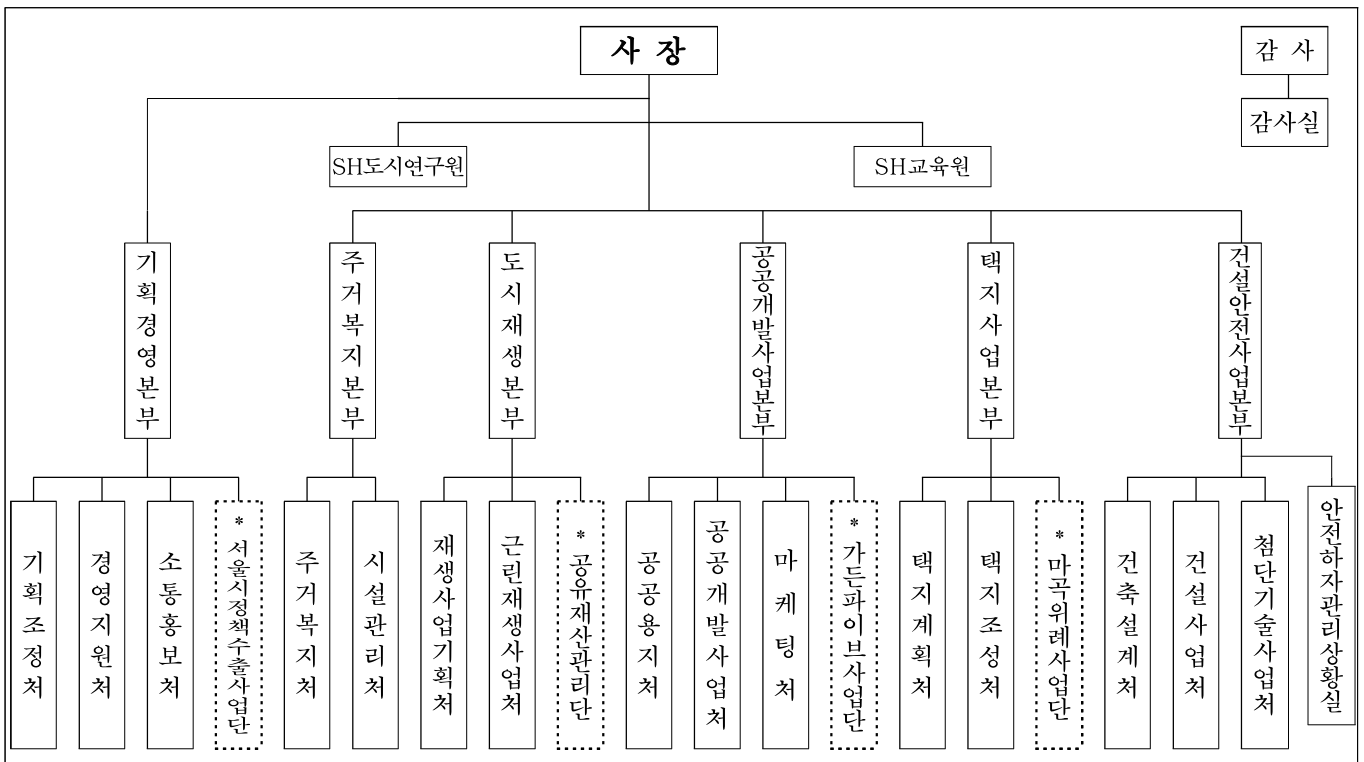 사 장
감 사
감사실
SH도시연구원
SH교육원
기획경영본부
주거복지본부
도시재생본부
공공개발사업본부
택지사업본부
건설안전사업본부
기획조정처
경영지원처
소통홍보처
* 서울시정책수출사업단
주거복지처
시설관리처
재생사업기획처
근린재생사업처
* 공유재산관리단
공공용지처
공공개발사업처
마케팅처
* 가든파이브사업단
택지계획처
택지조성처
* 마곡위례사업단
건축설계처
건설사업처
첨단기술사업처
안전하자관리상황실